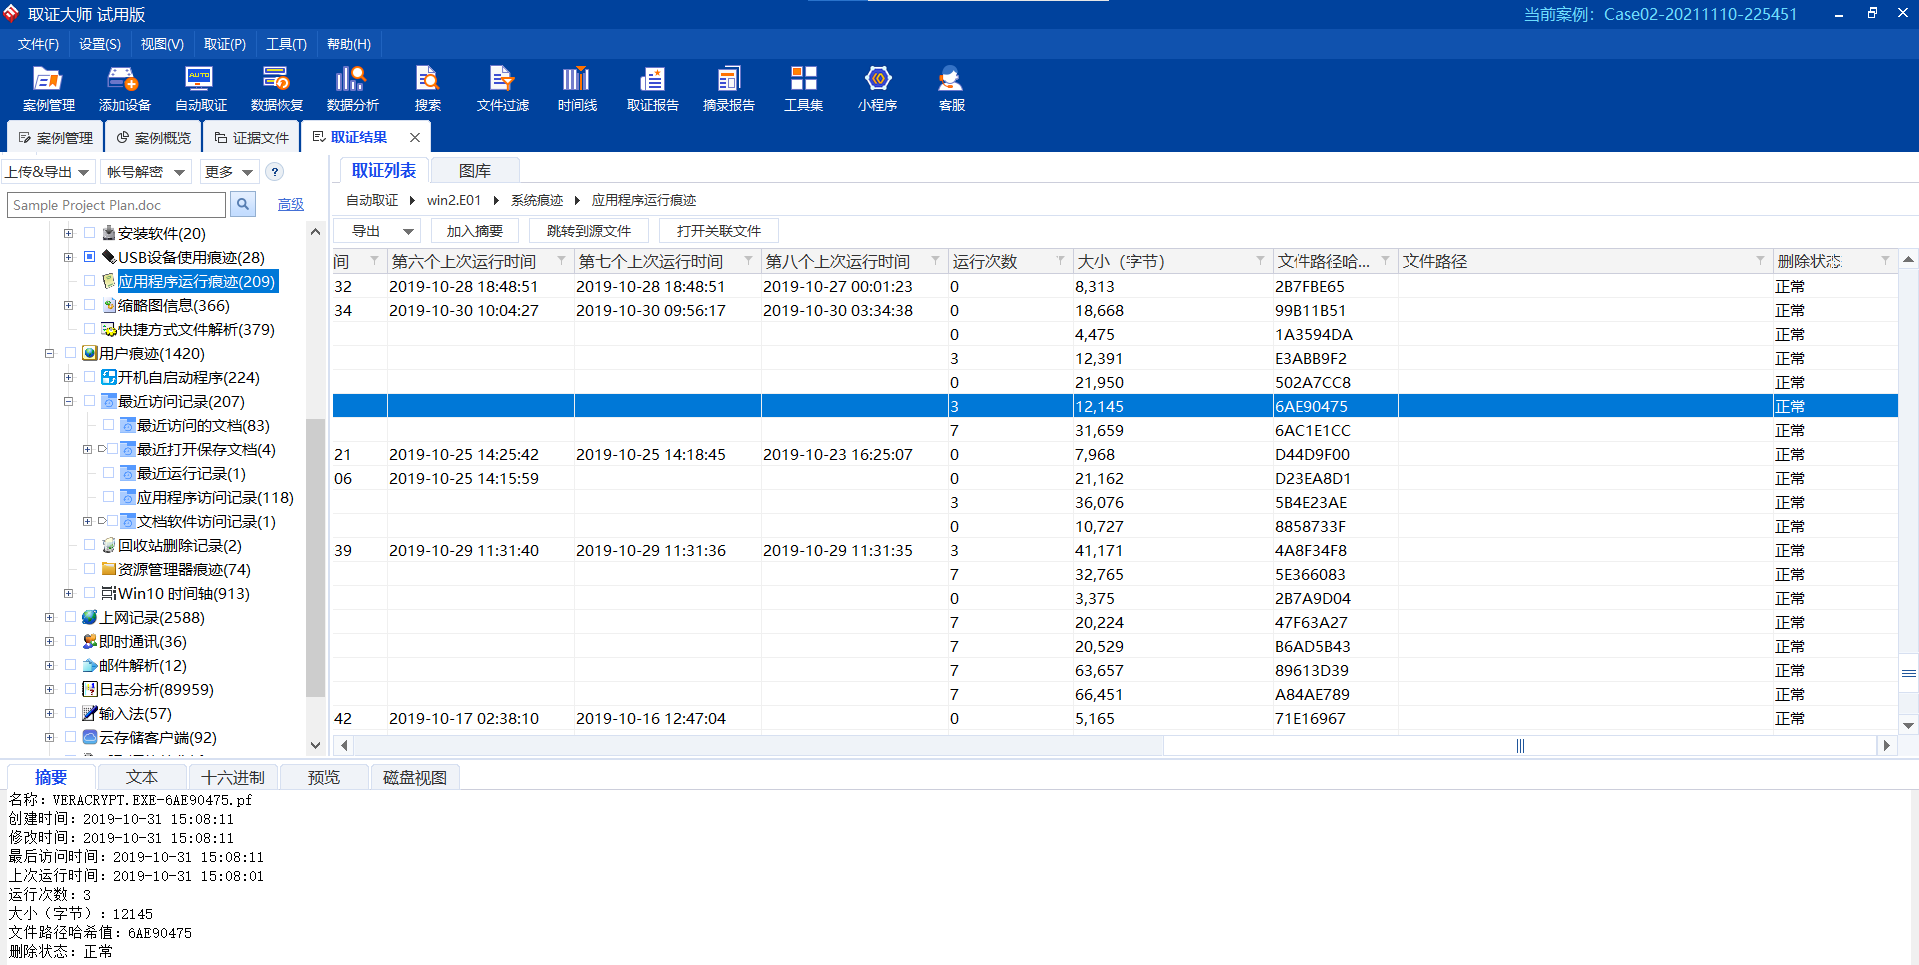 取证大师 试用版
当前案例： Case02-20211110-225451
文件(F) 设置(S) 视图(V) 取证(P) 工具(T) 帮助(H)
案例管理 添加设备 自动取证 数据恢复 数据分析 搜索 文件过滤 时间线 取证报告 摘录报告 工具集 小程序 客服
案例管理 案例概览 证据文件 取证结果
上传&导出 帐号解密 更多 ?
Sample Project Plan.doc 高级
安装软件(20)
USB设备使用痕迹(28)
应用程序运行痕迹(209)
缩略图信息(366)
快捷方式文件解析(379)
用户痕迹(1420)
开机自启动程序(224)
最近访问记录(207)
最近访问的文档(83)
最近打开保存文档(4)
最近运行记录(1)
应用程序访问记录(118)
文档软件访问记录(1)
回收站删除记录(2)
资源管理器痕迹(74)
Win10 时间轴(913)
上网记录(2588)
即时通讯(36)
邮件解析(12)
日志分析(89959)
输入法(57)
云存储客户端(92)
取证列表 图库
自动取证 win2.E01 系统痕迹 应用程序运行痕迹
导出 加入摘要 跳转到源文件 打开关联文件
间 第六个上次运行时间 第七个上次运行时间 第八个上次运行时间 运行次数 大小（字节） 文件路径哈... 文件路径 删除状态
32 2019-10-28 18:48:51 2019-10-28 18:48:51 2019-10-27 00:01:23 0 8,313 2B7FBE65 正常
34 2019-10-30 10:04:27 2019-10-30 09:56:17 2019-10-30 03:34:38 0 18,668 99B11B51 正常
0 4,475 1A3594DA 正常
3 12,391 E3ABB9F2 正常
0 21,950 502A7CC8 正常
3 12,145 6AE90475 正常
7 31,659 6AC1E1CC 正常
21 2019-10-25 14:25:42 2019-10-25 14:18:45 2019-10-23 16:25:07 0 7,968 D44D9F00 正常
06 2019-10-25 14:15:59 0 21,162 D23EA8D1 正常
3 36,076 5B4E23AE 正常
0 10,727 8858733F 正常
39 2019-10-29 11:31:40 2019-10-29 11:31:36 2019-10-29 11:31:35 3 41,171 4A8F34F8 正常
7 32,765 5E366083 正常
0 3,375 2B7A9D04 正常
7 20,224 47F63A27 正常
7 20,529 B6AD5B43 正常
7 63,657 89613D39 正常
7 66,451 A84AE789 正常
42 2019-10-17 02:38:10 2019-10-16 12:47:04 0 5,165 71E16967 正常
摘要 文本 十六进制 预览 磁盘视图
名称：VERACRYPT.EXE-6AE90475.pf
创建时间：2019-10-31 15:08:11
修改时间：2019-10-31 15:08:11
最后访问时间：2019-10-31 15:08:11
上次运行时间：2019-10-31 15:08:01
运行次数：3
大小（字节）：12145
文件路径哈希值：6AE90475
删除状态：正常